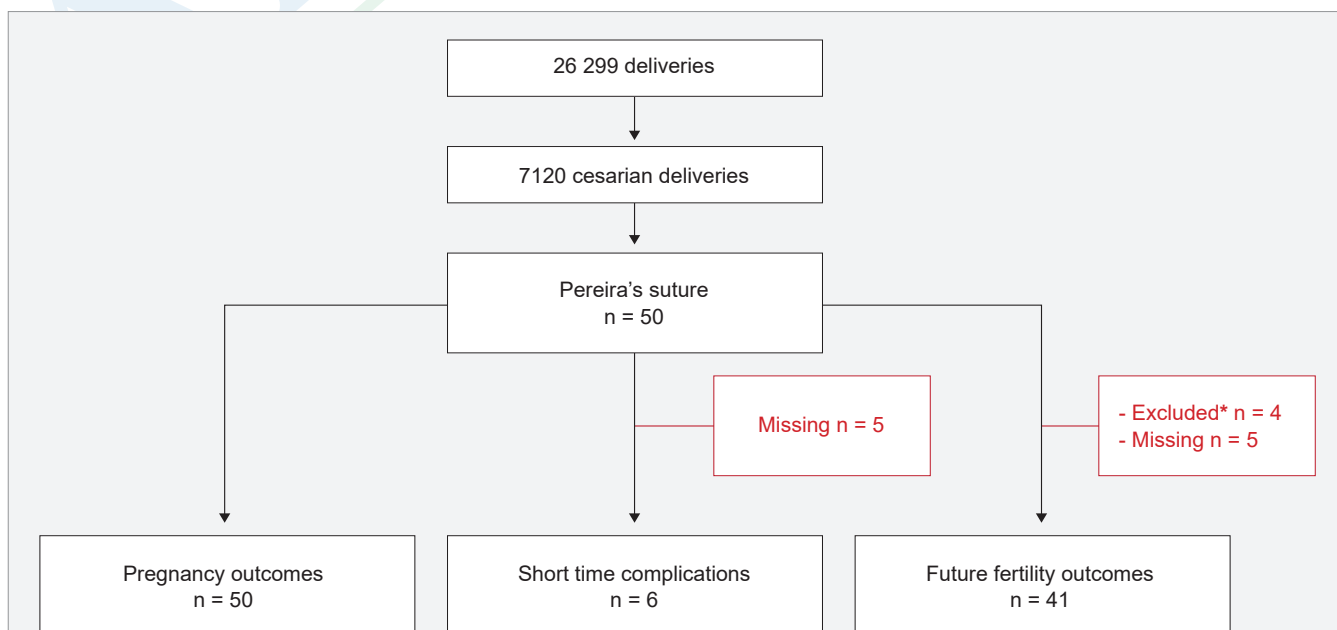 26 299 deliveries
7120 cesarian deliveries
Pereira's suture
n = 50
Missing n = 5
- Excluded* n = 4
- Missing n = 5
Pregnancy outcomes
n = 50
Short time complications
n = 6
Future fertility outcomes
n = 41